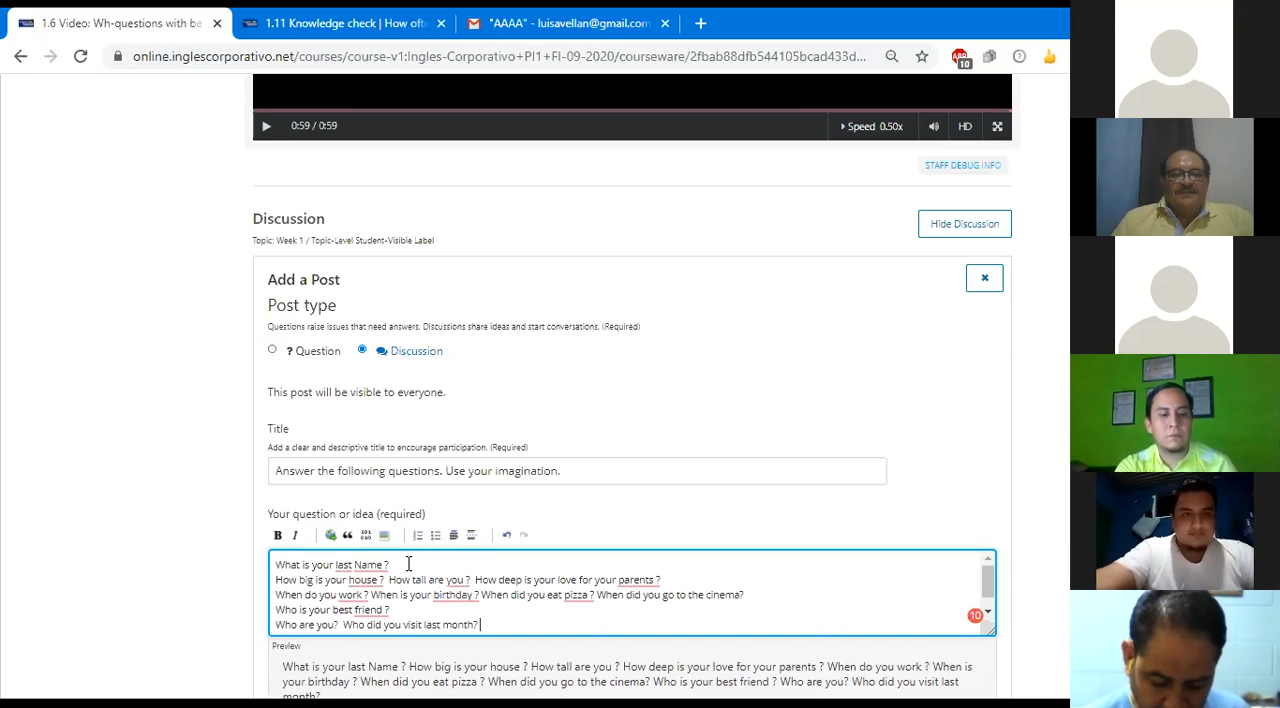 1.6 Video: Wh-questions with be
1.11 Knowledge check | How oft
"AAAA" - luisavellan@gmail.com
online.inglescorporativo.net/courses/course-v1:Ingles-Corporativo+PI1+FI-09-2020/courseware/2fbab88dfb544105bcad433d...
10
0:59 / 0:59
Speed 0.50x
HD
STAFF DEBUG INFO
Discussion
Hide Discussion
Topic: Week 1 / Topic-Level Student-Visible Label
Add a Post
Post type
Questions raise issues that need answers. Discussions share ideas and start conversations. (Required)
? Question
Discussion
This post will be visible to everyone.
Title
Add a clear and descriptive title to encourage participation. (Required)
Answer the following questions. Use your imagination.
Your question or idea (required)
B I
What is your last Name ?
How big is your house ? How tall are you ? How deep is your love for your parents ?
When do you work ? When is your birthday ? When did you eat pizza ? When did you go to the cinema?
Who is your best friend ?
Who are you? Who did you visit last month?
10
Preview
What is your last Name ? How big is your house ? How tall are you ? How deep is your love for your parents ? When do you work ? When is
your birthday ? When did you eat pizza ? When did you go to the cinema? Who is your best friend ? Who are you? Who did you visit last
month?